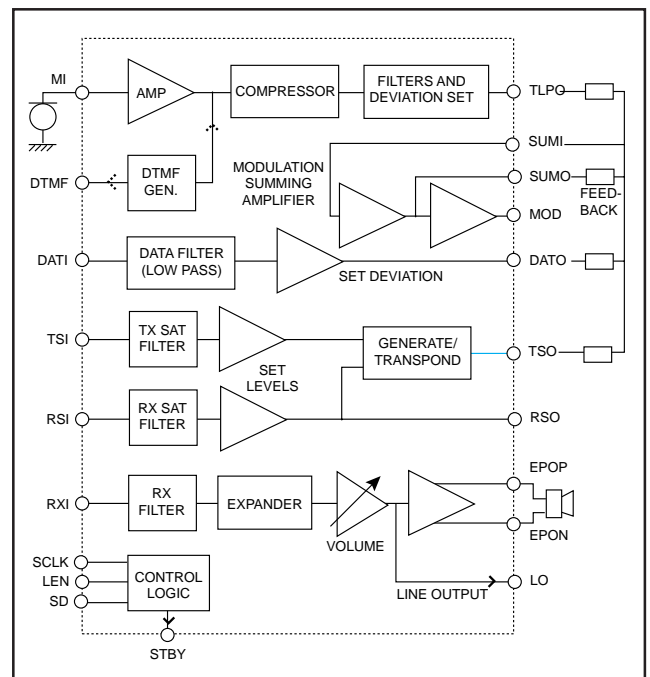 MI
AMP
COMPRESSOR
FILTERS AND
DEVIATION SET
TLPO
SUMI
DTMF
DTMF
GEN.
MODULATION
SUMMING
AMPLIFIER
SUMO
FEED-
BACK
MOD
DATI
DATA FILTER
(LOW PASS)
SET DEVIATION
DATO
TSI
TX SAT
FILTER
SET
LEVELS
GENERATE/
TRANSPOND
TSO
RSI
RX SAT
FILTER
RSO
RXI
RX
FILTER
EXPANDER
VOLUME
EPOP
EPON
SCLK
LEN
SD
CONTROL
LOGIC
LINE OUTPUT
LO
STBY